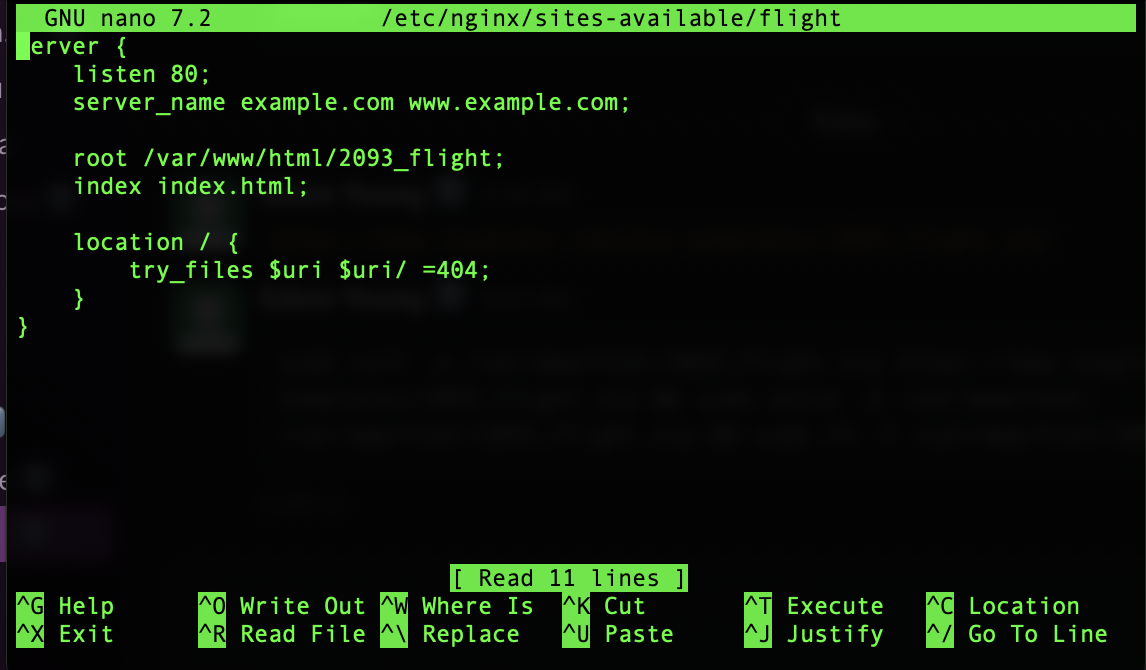 GNU nano 7.2 /etc/nginx/sites-available/flight
erver {
    listen 80;
    server_name example.com www.example.com;

    root /var/www/html/2093_flight;
    index index.html;

    location / {
        try_files $uri $uri/ =404;
    }
}
[ Read 11 lines ]
^G Help ^O Write Out ^W Where Is ^K Cut ^T Execute ^C Location
^X Exit ^R Read File ^\ Replace ^U Paste ^J Justify ^/ Go To Line